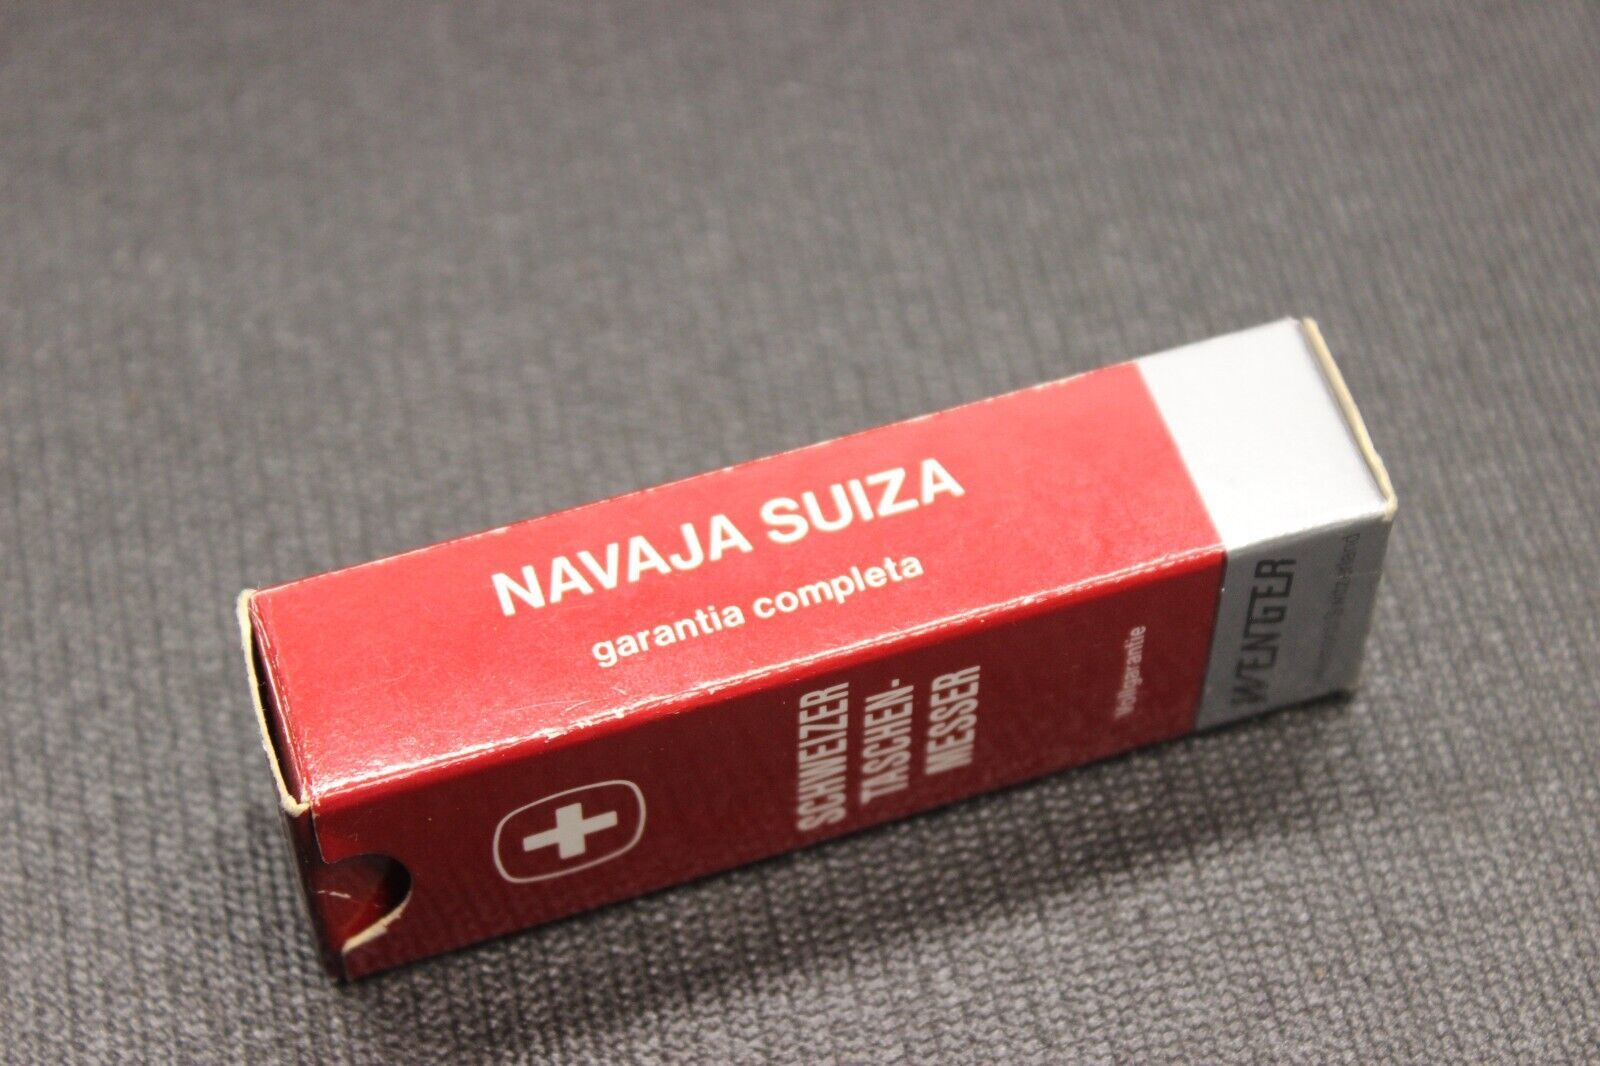 NAVAJA SUIZA
garantia completa
SCHWEIZER
TASCHEN-
MESSER
vollgarantie
WENGER